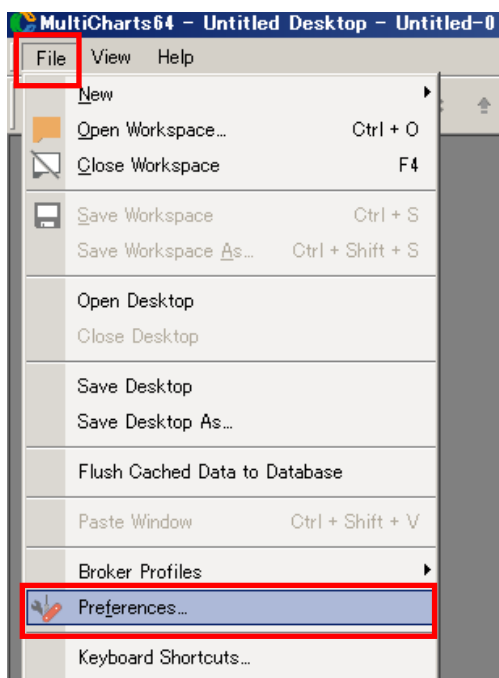 MultiCharts64 - Untitled Desktop - Untitled-0
File View Help
New
Open Workspace... Ctrl + O
Close Workspace F4
Save Workspace Ctrl + S
Save Workspace As... Ctrl + Shift + S
Open Desktop
Close Desktop
Save Desktop
Save Desktop As...
Flush Cached Data to Database
Paste Window Ctrl + Shift + V
Broker Profiles
Preferences...
Keyboard Shortcuts...